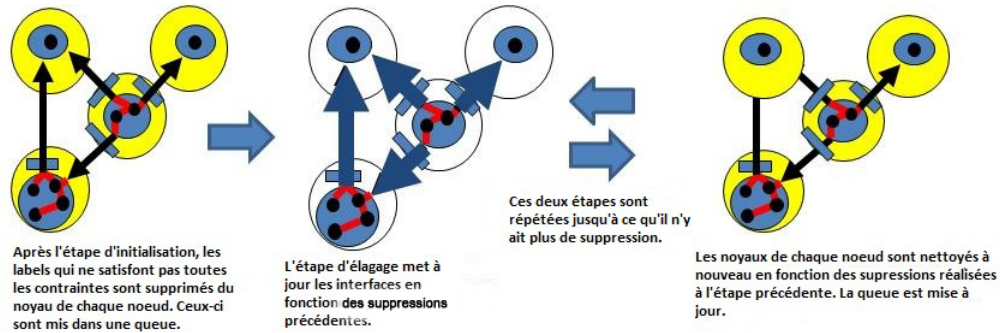 Après l'étape d'initialisation, les
labels qui ne satisfont pas toutes
les contraintes sont supprimés du
noyau de chaque noeud. Ceux-ci
sont mis dans une queue.
L'étape d'élagage met à
jour les interfaces en
fonction des suppressions
précédentes.
Ces deux étapes sont
répétées jusqu'à ce qu'il n'y
ait plus de suppression.
Les noyaux de chaque noeud sont nettoyés à
nouveau en fonction des supressions réalisées
à l'étape précédente. La queue est mise à
jour.